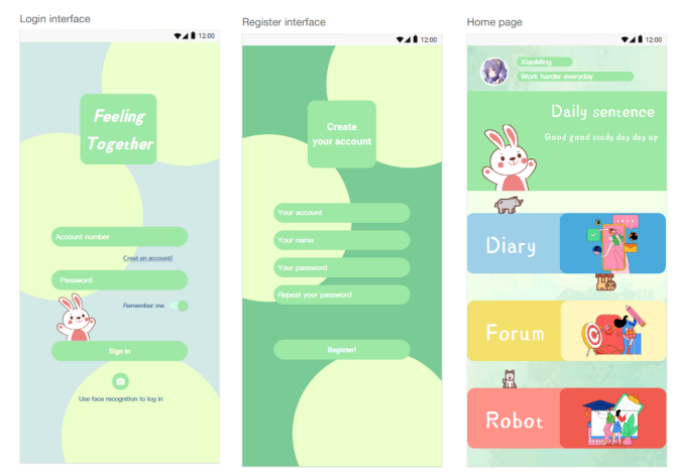 Login interface
12:00
Feeling
Together
Account number
Creat an account!
Password
Remember me
Sign in
Use face recognition to log in
Register interface
12:00
Create
your account
Your account
Your name
Your password
Repeat your password
Register!
Home page
12:00
XiaoMing
Work harder everyday
Daily sentence
Good good study day day up
Diary
Forum
Robot